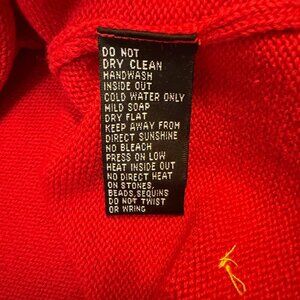 DO NOT
DRY CLEAN
HANDWASH
INSIDE OUT
COLD WATER ONLY
MILD SOAP
DRY FLAT
KEEP AWAY FROM
DIRECT SUNSHINE
NO BLEACH
PRESS ON LOW
HEAT INSIDE OUT
NO DIRECT HEAT
ON STONES,
BEADS, SEQUINS
DO NOT TWIST
OR WRING